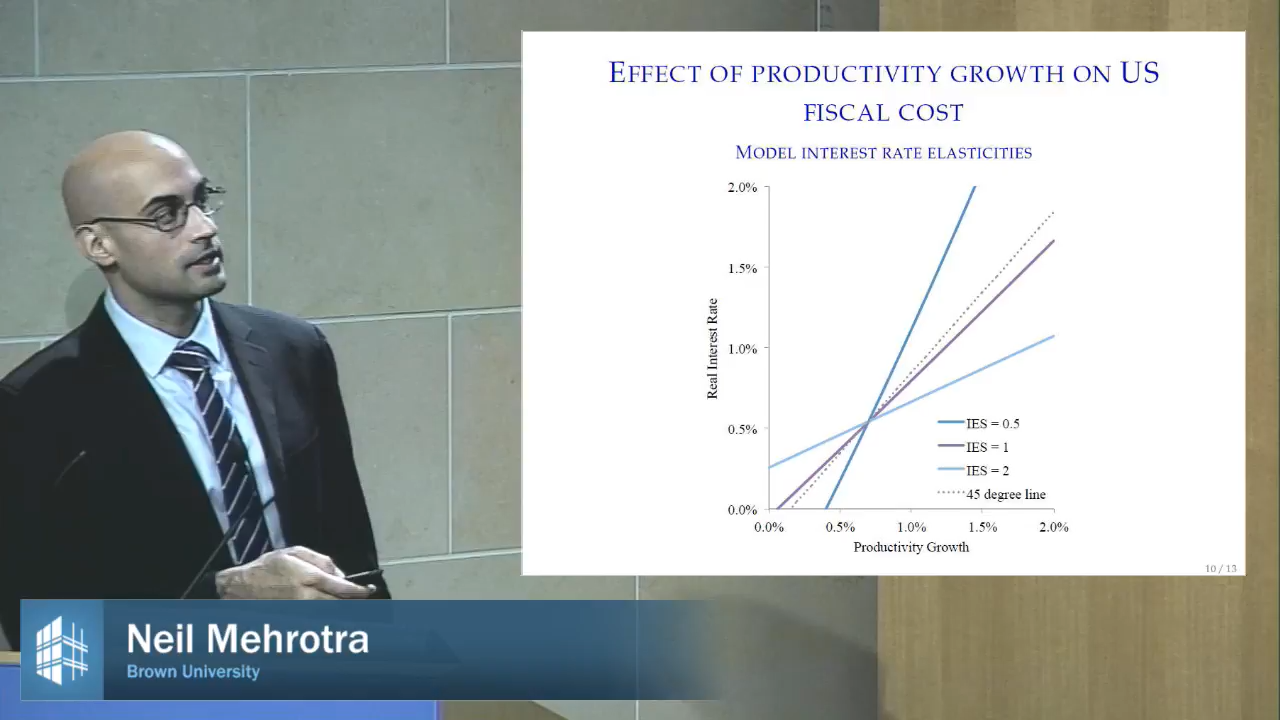 EFFECT OF PRODUCTIVITY GROWTH ON US
FISCAL COST
MODEL INTEREST RATE ELASTICITIES
2.0%
1.5%
1.0%
0.5%
0.0%
Real Interest Rate
IES = 0.5
IES = 1
IES = 2
45 degree line
0.0% 0.5% 1.0% 1.5% 2.0%
Productivity Growth
10 / 13
Neil Mehrotra
Brown University